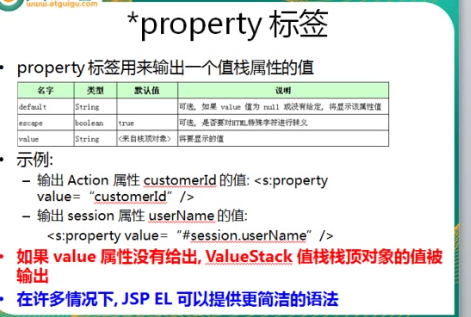 www.atguigu.com
*property 标签
• property 标签用来输出一个值栈属性的值
名字 类型 默认值 说明
default String 可选, 如果 value 值为 null 或没有给定, 将显示该属性值
escape boolean true 可选, 是否要对HTML特殊字符进行转义
value String <来自栈顶对象> 将要显示的值
• 示例:
– 输出 Action 属性 customerId 的值: <s:property
value= “customerId” />
– 输出 session 属性 userName 的值:
<s:property value= “#session.userName” />
• 如果 value 属性没有给出, ValueStack 值栈栈顶对象的值被
输出
• 在许多情况下, JSP EL 可以提供更简洁的语法